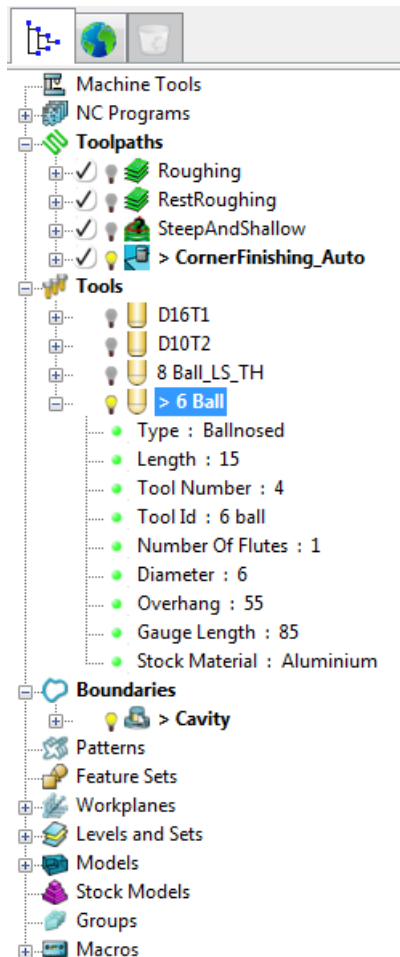 Machine Tools
NC Programs
Toolpaths
Roughing
RestRoughing
SteepAndShallow
> CornerFinishing_Auto
Tools
D16T1
D10T2
8 Ball_LS_TH
> 6 Ball
Type : Ballnosed
Length : 15
Tool Number : 4
Tool Id : 6 ball
Number Of Flutes : 1
Diameter : 6
Overhang : 55
Gauge Length : 85
Stock Material : Aluminium
Boundaries
> Cavity
Patterns
Feature Sets
Workplanes
Levels and Sets
Models
Stock Models
Groups
Macros